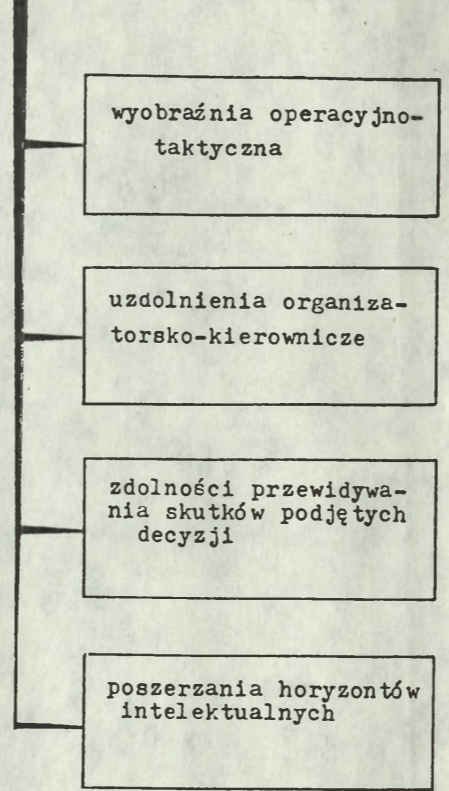 wyobraźnia operacyjno-
taktyczna
uzdolnienia organiza-
torsko-kierownicze
zdolności przewidywa-
nia skutków podjętych
decyzji
poszerzania horyzontów
intelektualnych